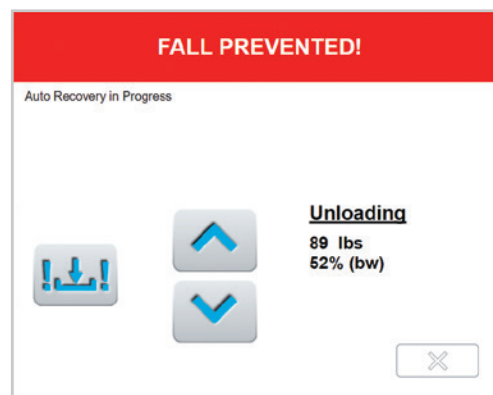 FALL PREVENTED!
Auto Recovery in Progress
Unloading
89 lbs
52% (bw)